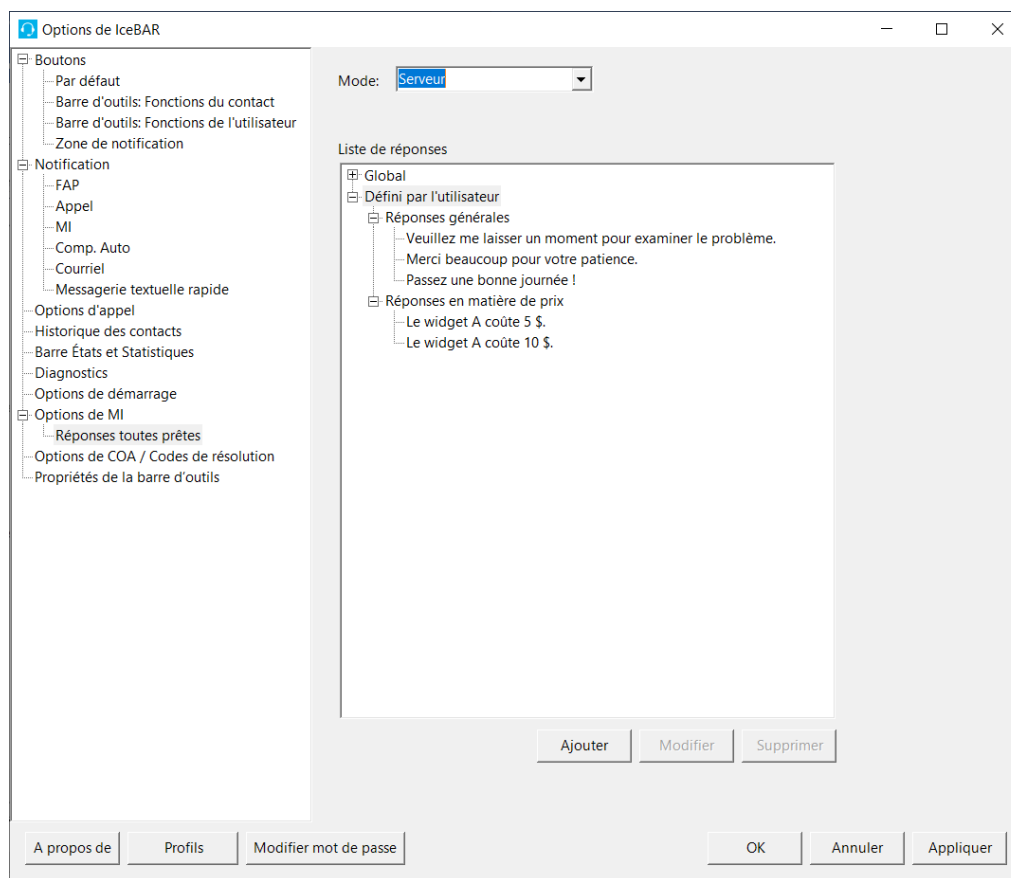 Options de IceBAR
Boutons
Par défaut
Barre d'outils: Fonctions du contact
Barre d'outils: Fonctions de l'utilisateur
Zone de notification
Notification
FAP
Appel
MI
Comp. Auto
Courriel
Messagerie textuelle rapide
Options d'appel
Historique des contacts
Barre États et Statistiques
Diagnostics
Options de démarrage
Options de MI
Réponses toutes prêtes
Options de COA / Codes de résolution
Propriétés de la barre d'outils
Mode: Serveur
Liste de réponses
Global
Défini par l'utilisateur
Réponses générales
Veuillez me laisser un moment pour examiner le problème.
Merci beaucoup pour votre patience.
Passez une bonne journée !
Réponses en matière de prix
Le widget A coûte 5 $.
Le widget A coûte 10 $.
Ajouter Modifier Supprimer
A propos de Profils Modifier mot de passe OK Annuler Appliquer